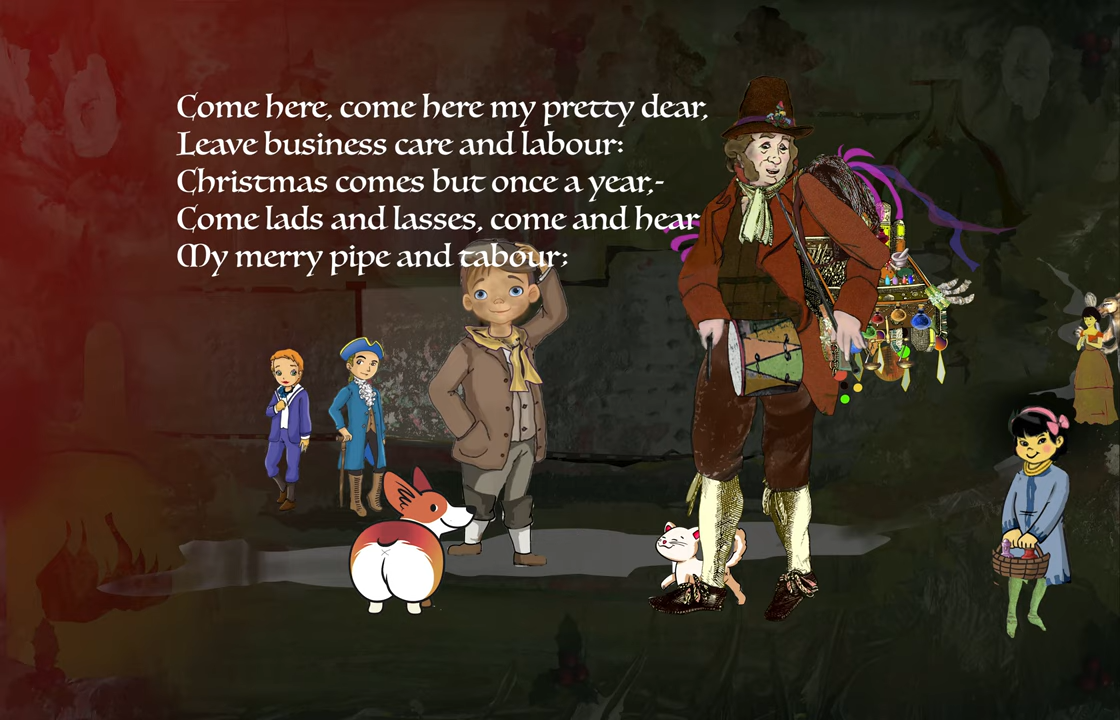 Come here, come here my pretty dear,
Leave business care and labour:
Christmas comes but once a year,-
Come lads and lasses, come and hear
My merry pipe and tabour;